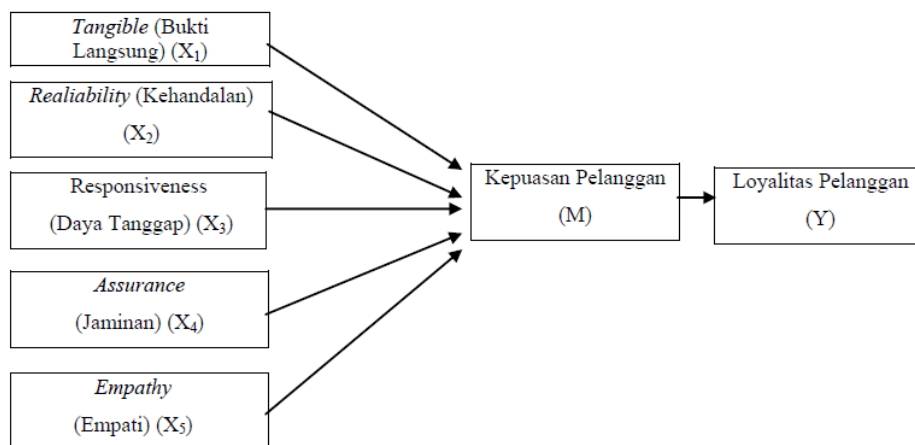 Tangible (Bukti
Langsung) (X₁)
Realiability (Kehandalan)
(X₂)
Responsiveness
(Daya Tanggap) (X₃)
Assurance
(Jaminan) (X₄)
Empathy
(Empati) (X₅)
Kepuasan Pelanggan
(M)
Loyalitas Pelanggan
(Y)